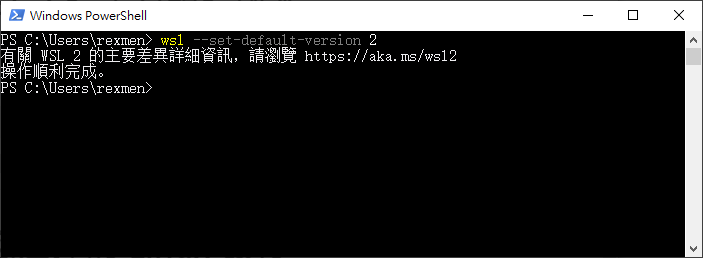 Windows PowerShell
PS C:\Users\rexmen> wsl --set-default-version 2
有關 WSL 2 的主要差異詳細資訊，請瀏覽 https://aka.ms/wsl2
操作順利完成。
PS C:\Users\rexmen>